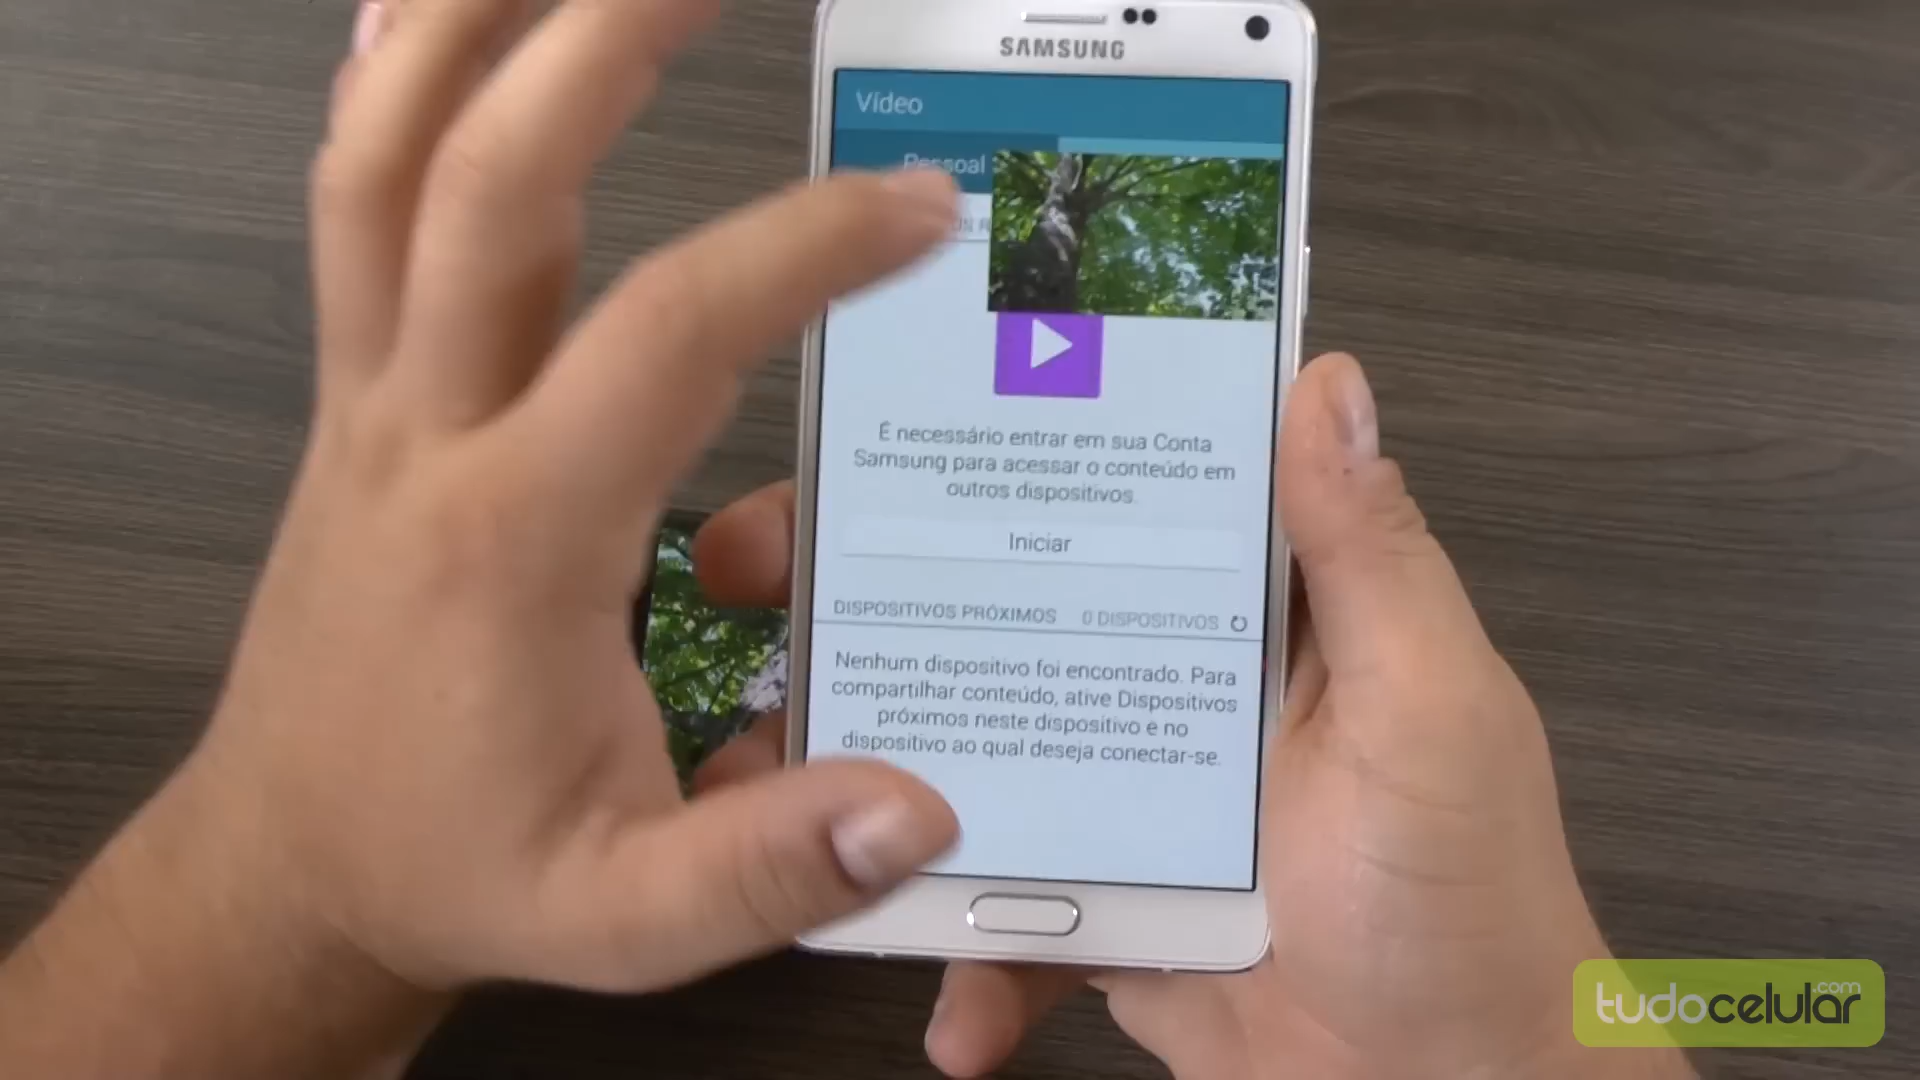 SAMSUNG
Vídeo
Pessoal
É necessário entrar em sua Conta
Samsung para acessar o conteúdo em
outros dispositivos.
Iniciar
DISPOSITIVOS PRÓXIMOS 0 DISPOSITIVOS
Nenhum dispositivo foi encontrado. Para
compartilhar conteúdo, ative Dispositivos
próximos neste dispositivo e no
dispositivo ao qual deseja conectar-se.
tudocelular.com